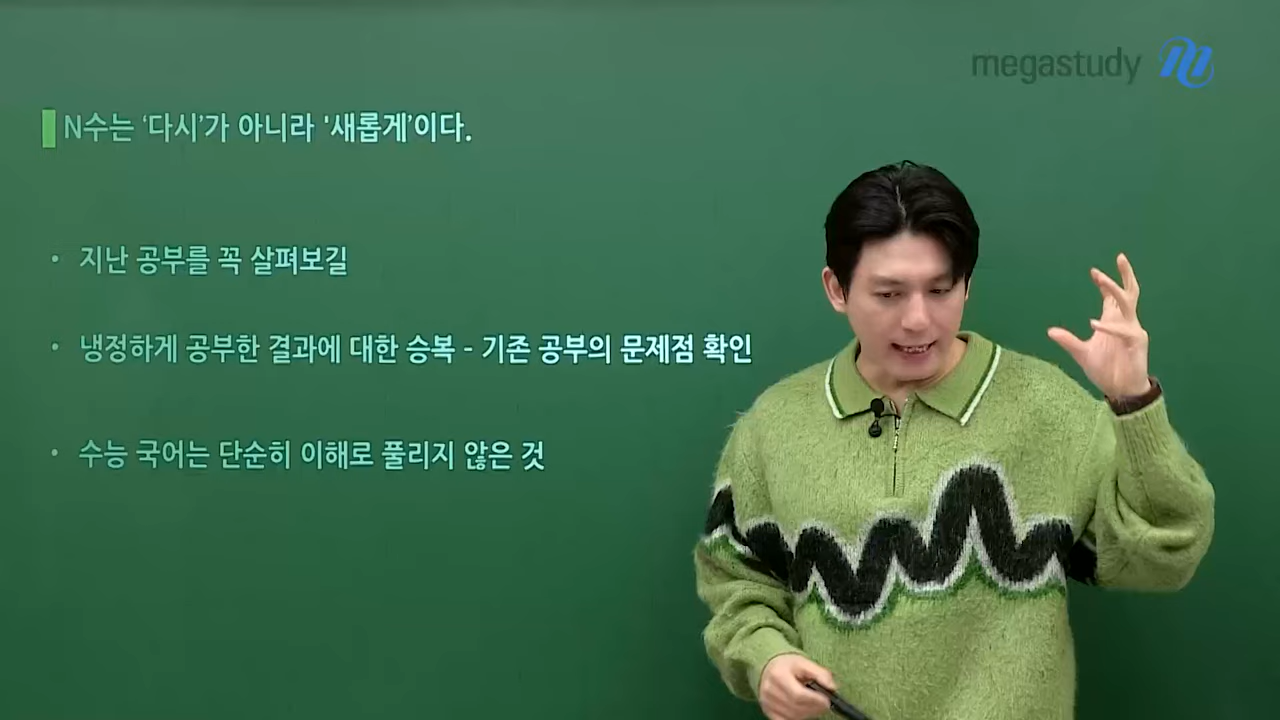 megastudy
N수는 ‘다시’가 아니라 '새롭게’이다.
• 지난 공부를 꼭 살펴보길
• 냉정하게 공부한 결과에 대한 승복 - 기존 공부의 문제점 확인
• 수능 국어는 단순히 이해로 풀리지 않은 것